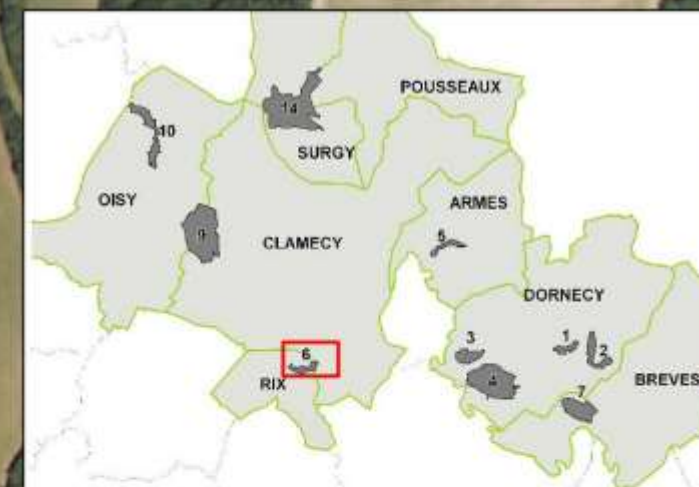 POUSSEAUX
14
10
SURGY
OISY
ARMES
9
CLAMECY
5
DORNECY
3
1
2
6
4
RIX
7
BREVES